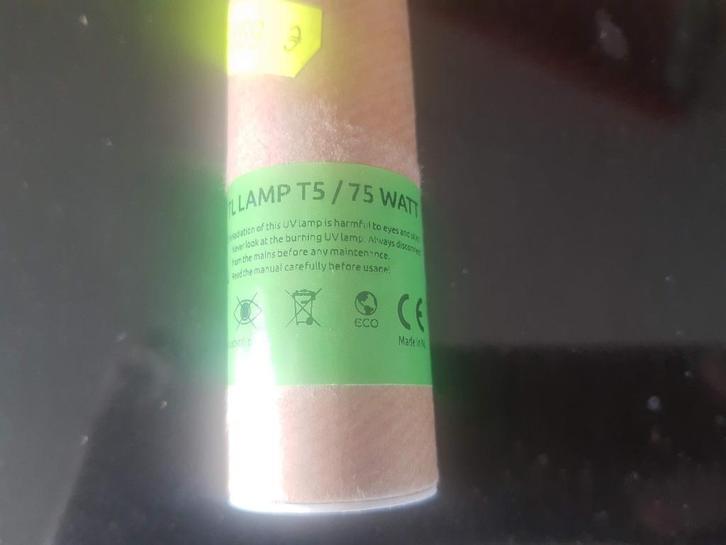 €
TL LAMP T5 / 75 WATT
radiation of this UV lamp is harmful to eyes and
Never look at the burning UV lamp. Always disconnect
from the mains before any maintenance.
Read the manual carefully before usage!
ECO
CE
Made in